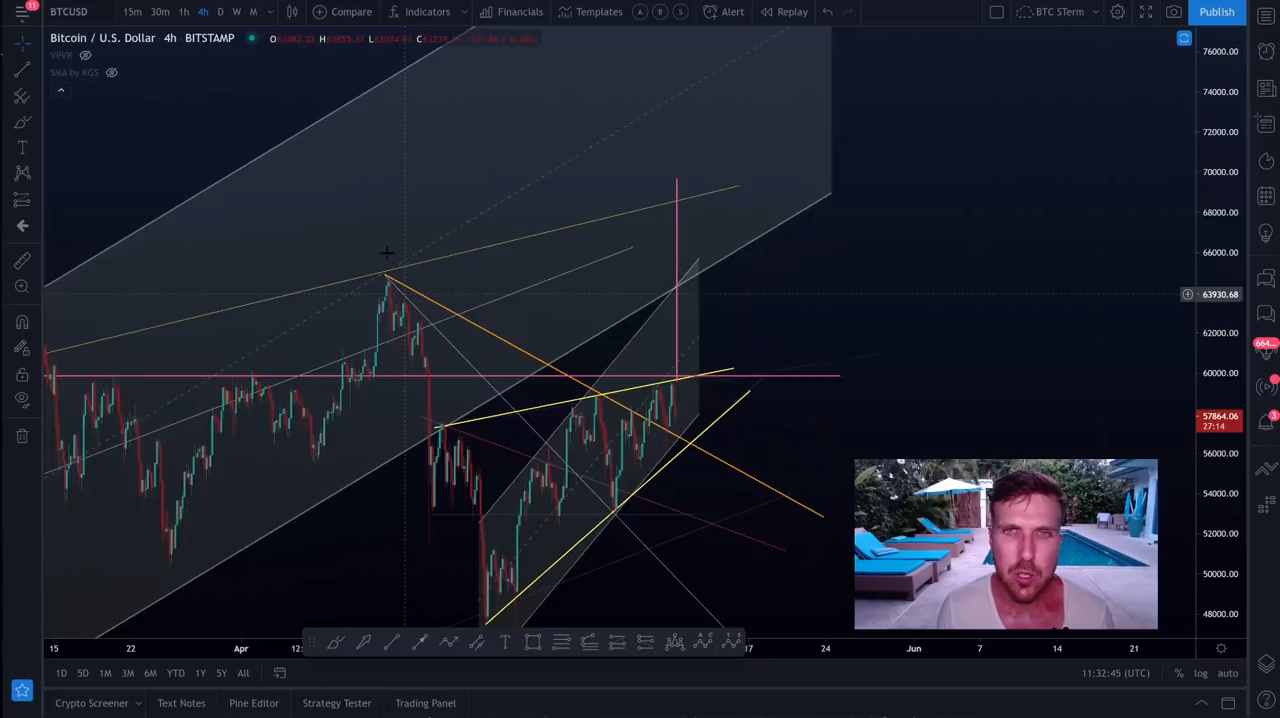 11
BTCUSD 15m 30m 1h 4h D W M Compare Indicators Financials Templates A B S Alert Replay BTC STerm Publish
Bitcoin / U.S. Dollar 4h BITSTAMP
VPVR
SMA by KGS
76000.00
74000.00
72000.00
70000.00
68000.00
66000.00
63930.68
62000.00
60000.00
57864.06
27:14
56000.00
54000.00
52000.00
50000.00
48000.00
664...
3
15 22 Apr 17 24 Jun 7 14 21
1D 5D 1M 3M 6M YTD 1Y 5Y All 11:32:45 (UTC) % log auto
Crypto Screener Text Notes Pine Editor Strategy Tester Trading Panel